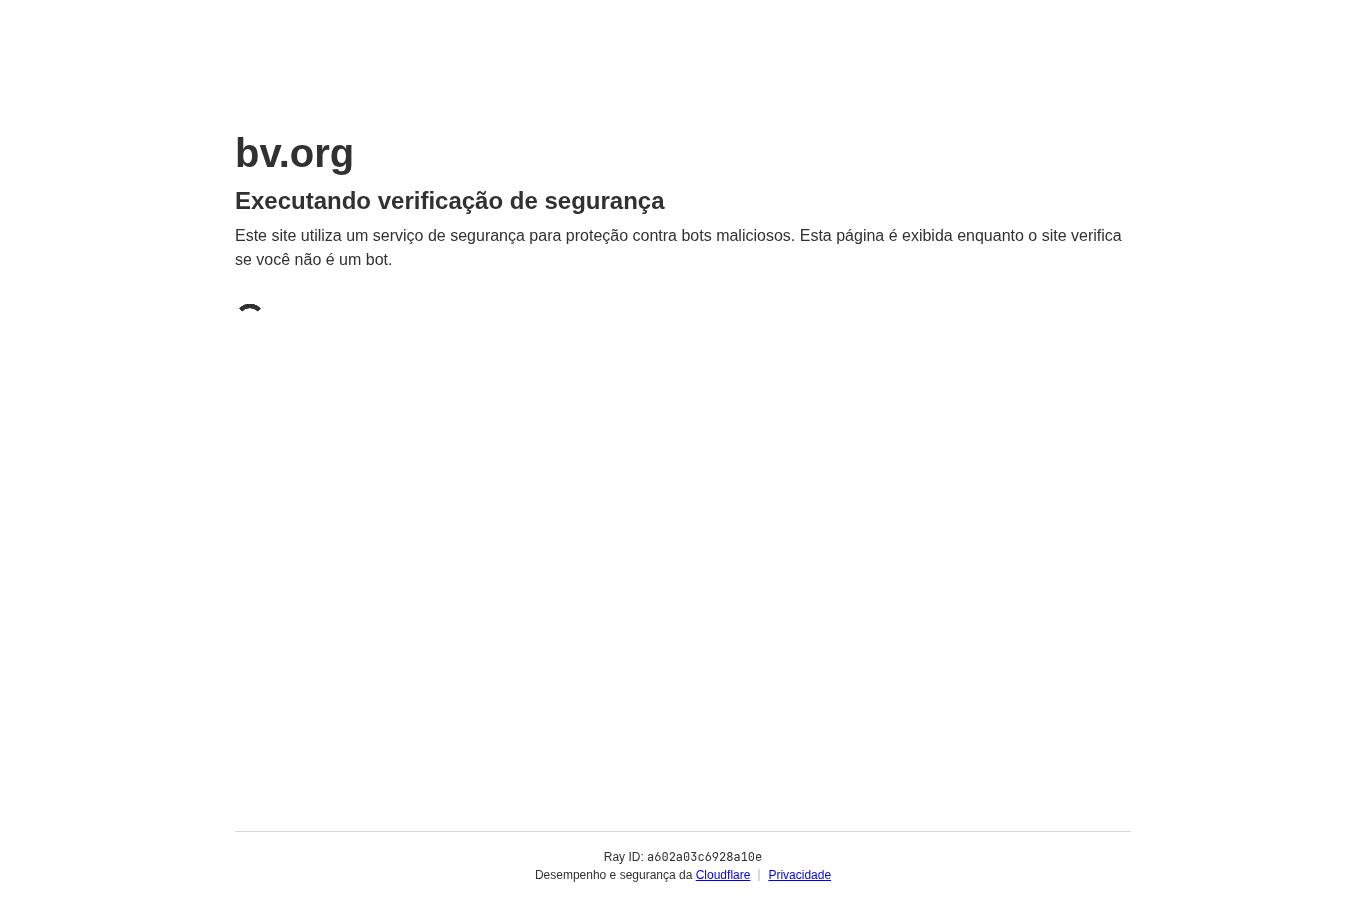 bv.org
Executando verificação de segurança
Este site utiliza um serviço de segurança para proteção contra bots maliciosos. Esta página é exibida enquanto o site verifica
se você não é um bot.
Ray ID: a602a03c6928a10e
Desempenho e segurança da Cloudflare | Privacidade